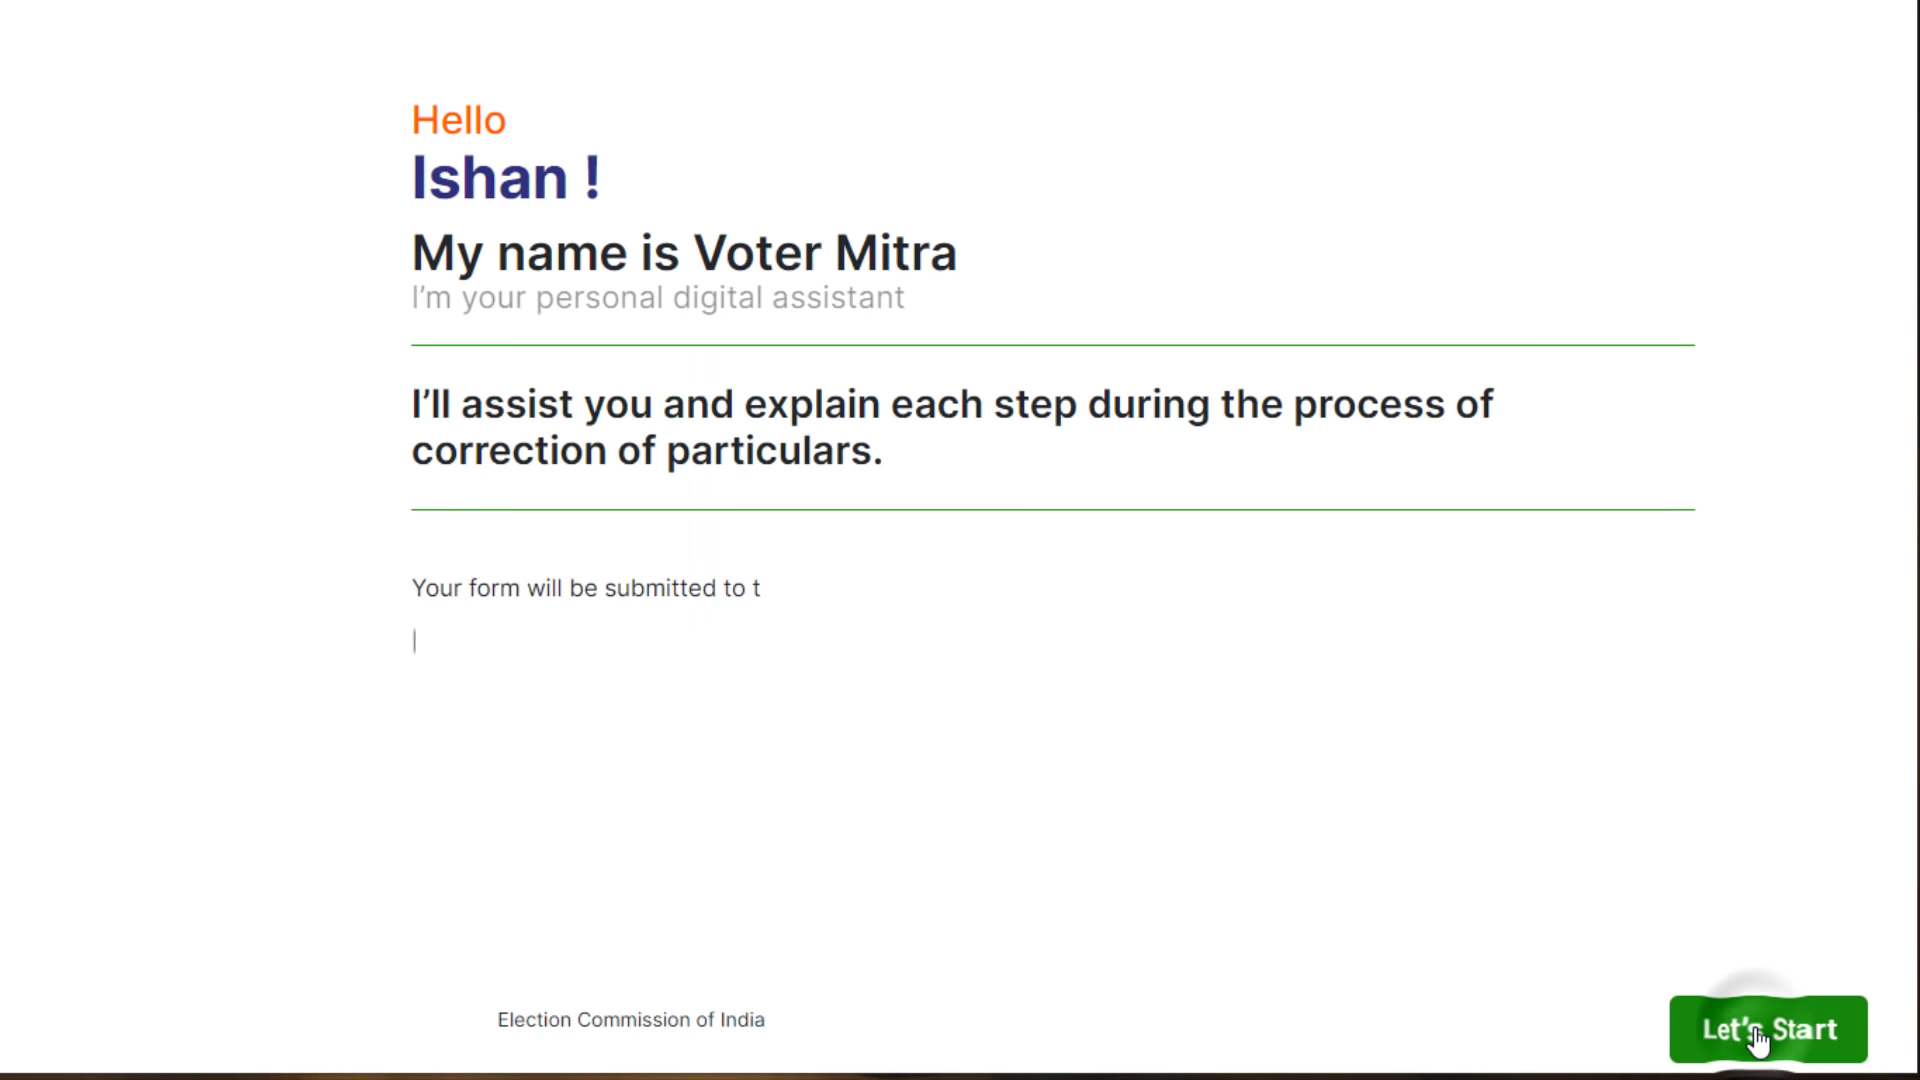 Hello
Ishan !
My name is Voter Mitra
I'm your personal digital assistant
I'll assist you and explain each step during the process of
correction of particulars.
Your form will be submitted to t
Election Commission of India
Let's Start